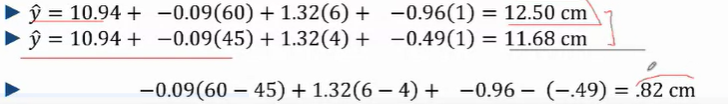 ŷ = 10.94 + -0.09(60) + 1.32(6) + -0.96(1) = 12.50 cm
ŷ = 10.94 + -0.09(45) + 1.32(4) + -0.49(1) = 11.68 cm
-0.09(60 − 45) + 1.32(6 − 4) + -0.96 − (-.49) = .82 cm